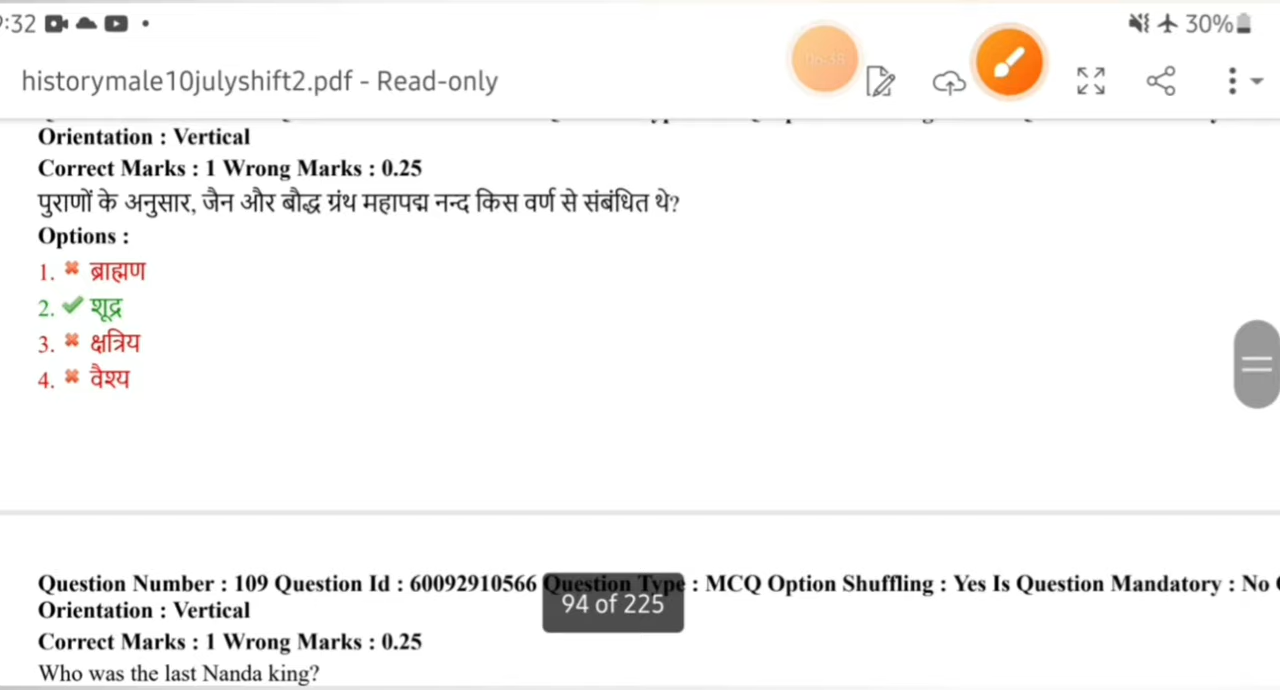 :32 30%
historymale10julyshift2.pdf - Read-only
Orientation : Vertical
Correct Marks : 1 Wrong Marks : 0.25
पुराणों के अनुसार, जैन और बौद्ध ग्रंथ महापद्म नन्द किस वर्ण से संबंधित थे?
Options :
1. ब्राह्मण
2. शूद्र
3. क्षत्रिय
4. वैश्य
Question Number : 109 Question Id : 60092910566 Question Type : MCQ Option Shuffling : Yes Is Question Mandatory : No
94 of 225
Orientation : Vertical
Correct Marks : 1 Wrong Marks : 0.25
Who was the last Nanda king?